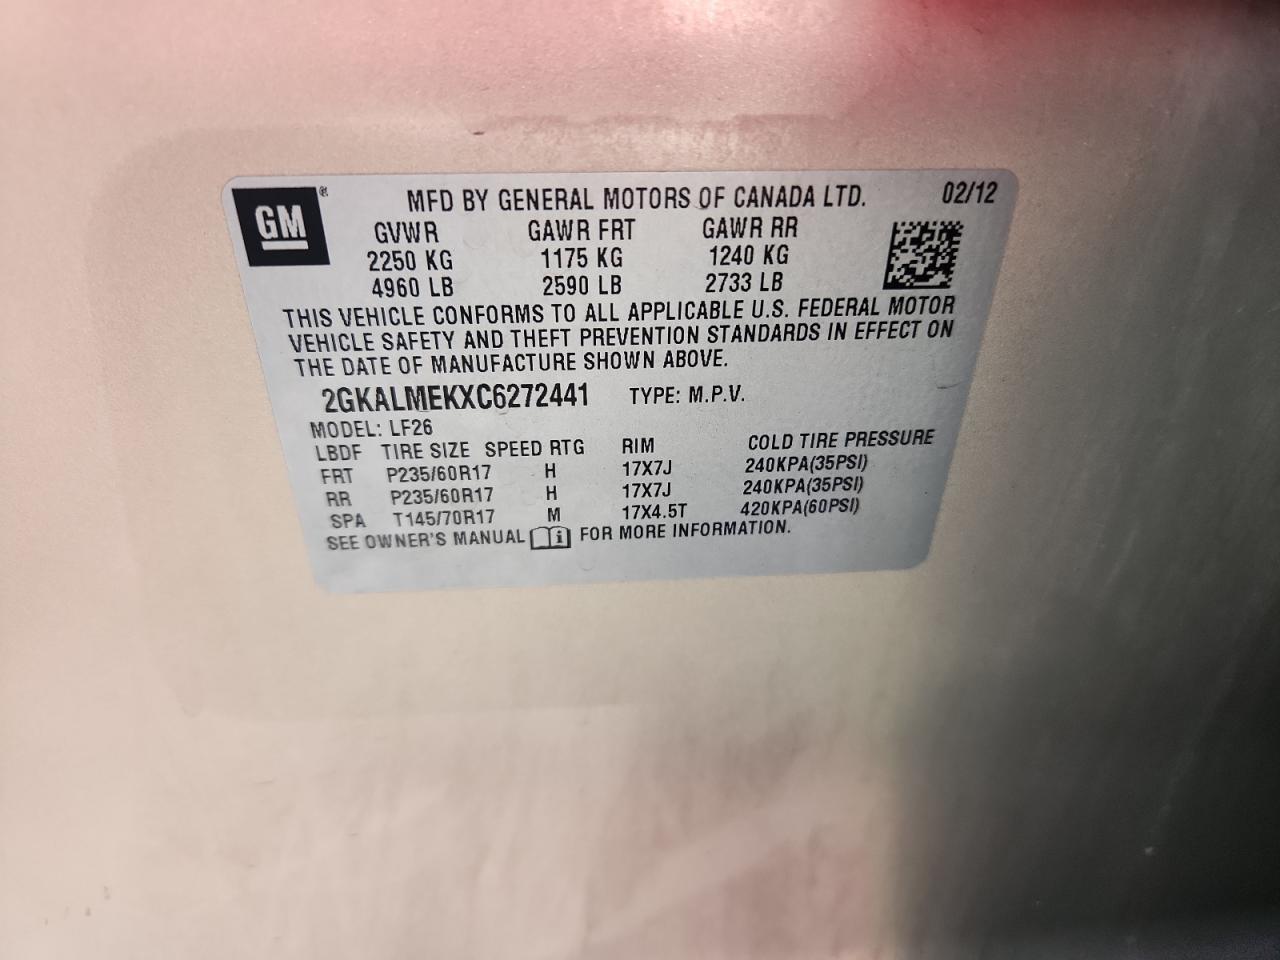 GM ® MFD BY GENERAL MOTORS OF CANADA LTD. 02/12
GVWR GAWR FRT GAWR RR
2250 KG 1175 KG 1240 KG
4960 LB 2590 LB 2733 LB
THIS VEHICLE CONFORMS TO ALL APPLICABLE U.S. FEDERAL MOTOR
VEHICLE SAFETY AND THEFT PREVENTION STANDARDS IN EFFECT ON
THE DATE OF MANUFACTURE SHOWN ABOVE.
2GKALMEKXC6272441 TYPE: M.P.V.
MODEL: LF26
LBDF TIRE SIZE SPEED RTG RIM COLD TIRE PRESSURE
FRT P235/60R17 H 17X7J 240KPA(35PSI)
RR P235/60R17 H 17X7J 240KPA(35PSI)
SPA T145/70R17 M 17X4.5T 420KPA(60PSI)
SEE OWNER'S MANUAL i FOR MORE INFORMATION.